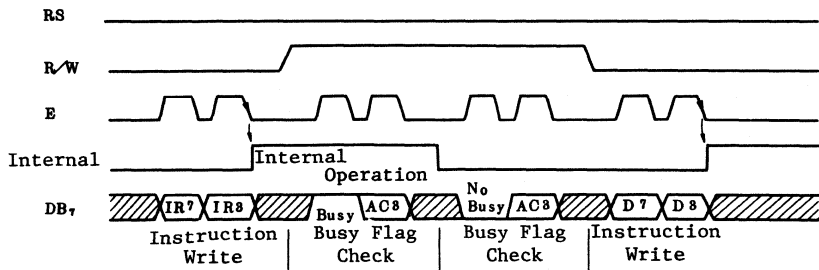 RS
R/W
E
Internal
Internal
Operation
DB₇
IR7
IR3
Busy
AC3
No
Busy
AC3
D7
D3
Instruction
Write
Busy Flag
Check
Busy Flag
Check
Instruction
Write